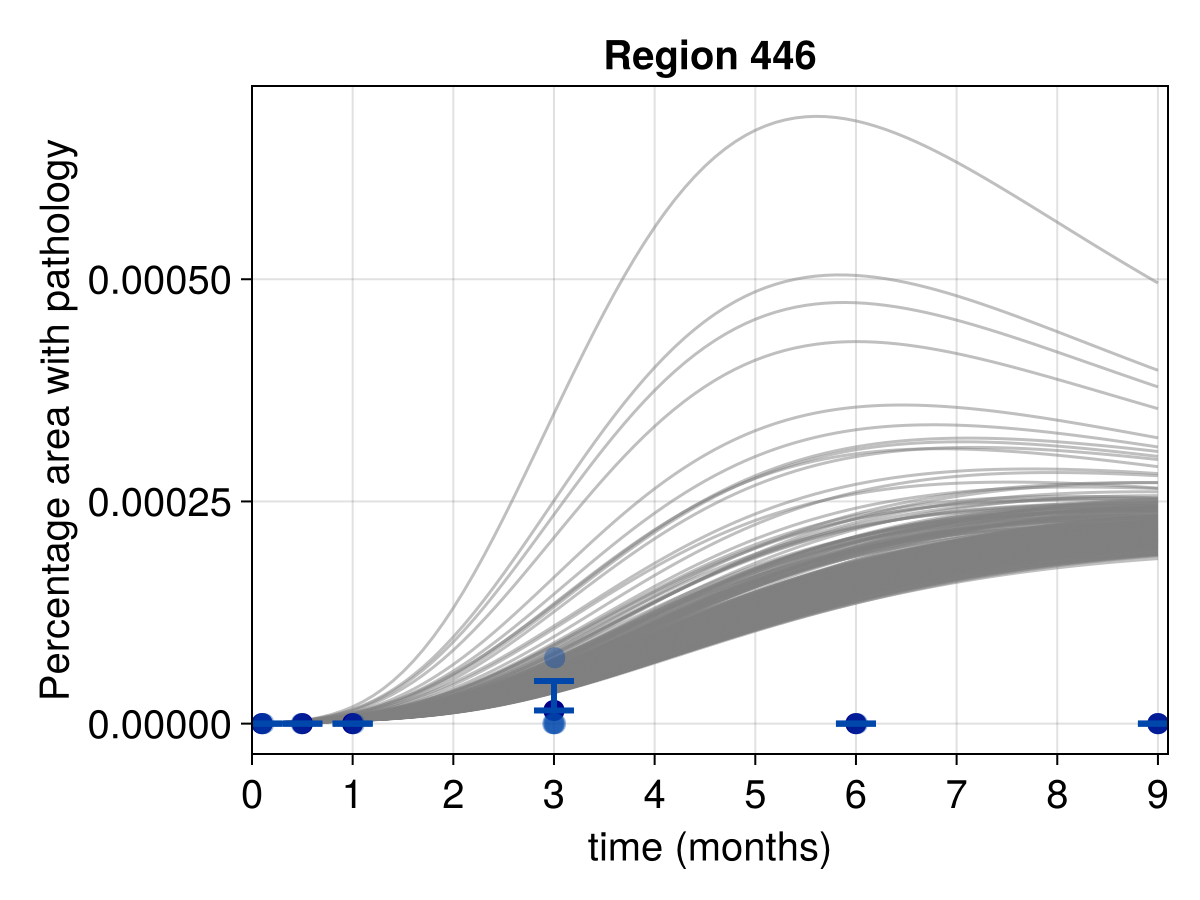 Region 446
Percentage area with pathology
0.00050
0.00025
0.00000
0 1 2 3 4 5 6 7 8 9
time (months)